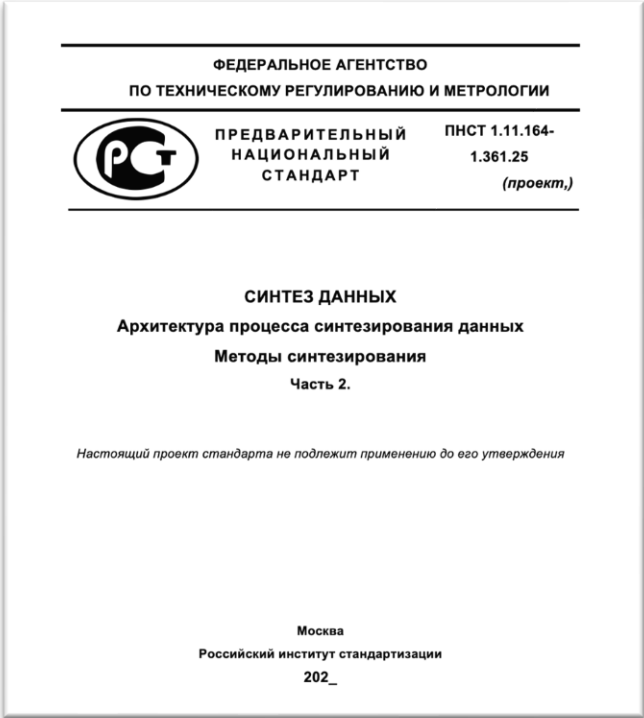 ФЕДЕРАЛЬНОЕ АГЕНТСТВО
ПО ТЕХНИЧЕСКОМУ РЕГУЛИРОВАНИЮ И МЕТРОЛОГИИ
РСТ
ПРЕДВАРИТЕЛЬНЫЙ
НАЦИОНАЛЬНЫЙ
СТАНДАРТ
ПНСТ 1.11.164-
1.361.25
(проект,)
СИНТЕЗ ДАННЫХ
Архитектура процесса синтезирования данных
Методы синтезирования
Часть 2.
Настоящий проект стандарта не подлежит применению до его утверждения
Москва
Российский институт стандартизации
202_